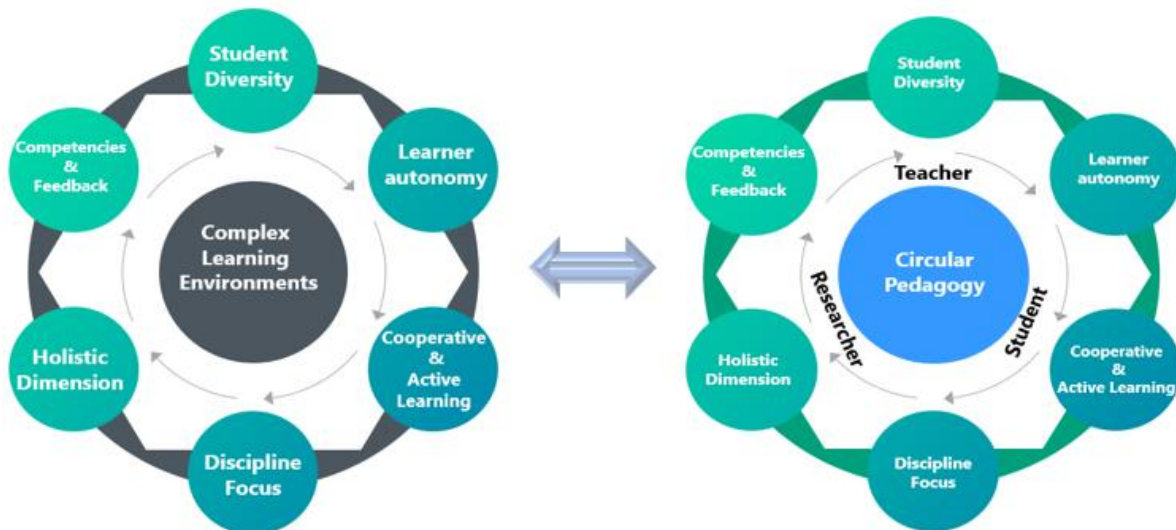 Student
Diversity
Competencies
&
Feedback
Learner
autonomy
Complex
Learning
Environments
Holistic
Dimension
Cooperative
&
Active
Learning
Discipline
Focus
Student
Diversity
Competencies
& Feedback
Teacher
Learner
autonomy
Circular
Pedagogy
Researcher
Student
Holistic
Dimension
Cooperative
&
Active Learning
Discipline
Focus